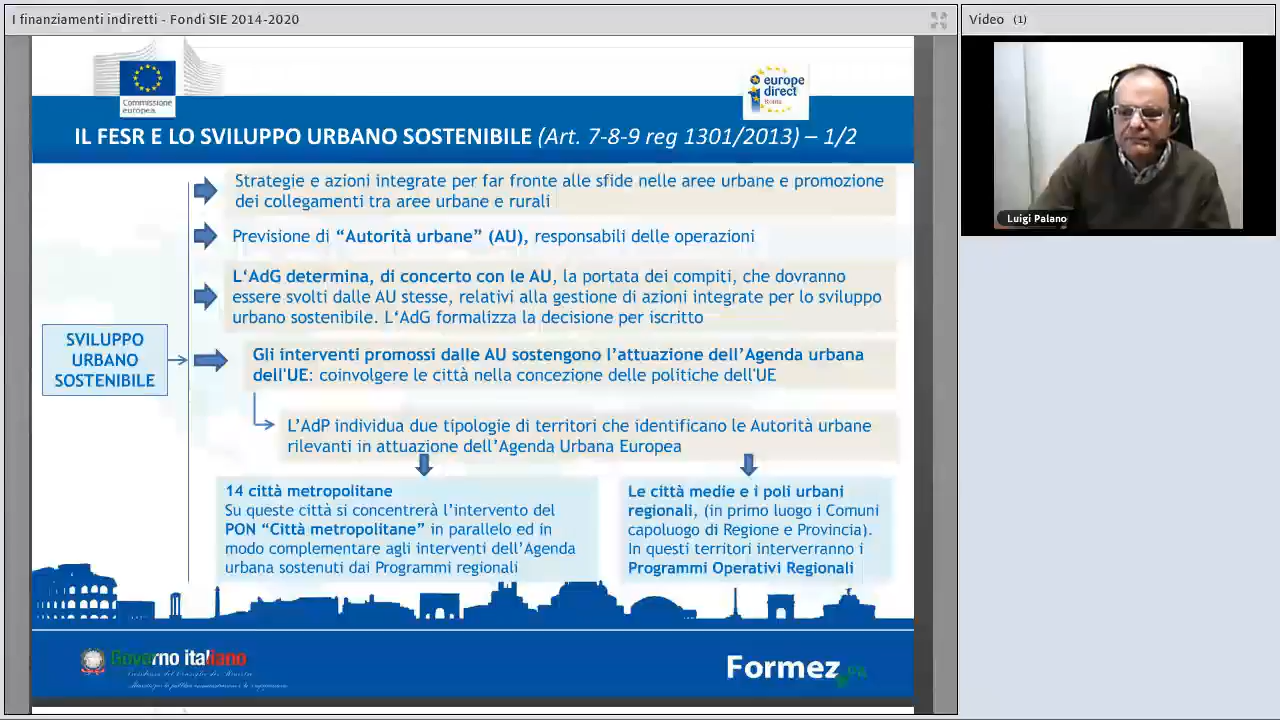 I finanziamenti indiretti - Fondi SIE 2014-2020
Video (1)
Commissione
europea
europe
direct
Roma
IL FESR E LO SVILUPPO URBANO SOSTENIBILE (Art. 7-8-9 reg 1301/2013) – 1/2
Luigi Palano
Strategie e azioni integrate per far fronte alle sfide nelle aree urbane e promozione
dei collegamenti tra aree urbane e rurali
Previsione di “Autorità urbane” (AU), responsabili delle operazioni
L‘AdG determina, di concerto con le AU, la portata dei compiti, che dovranno
essere svolti dalle AU stesse, relativi alla gestione di azioni integrate per lo sviluppo
urbano sostenibile. L‘AdG formalizza la decisione per iscritto
SVILUPPO
URBANO
SOSTENIBILE
Gli interventi promossi dalle AU sostengono l’attuazione dell’Agenda urbana
dell'UE: coinvolgere le città nella concezione delle politiche dell'UE
L’AdP individua due tipologie di territori che identificano le Autorità urbane
rilevanti in attuazione dell’Agenda Urbana Europea
14 città metropolitane
Su queste città si concentrerà l’intervento del
PON “Città metropolitane” in parallelo ed in
modo complementare agli interventi dell’Agenda
urbana sostenuti dai Programmi regionali
Le città medie e i poli urbani
regionali, (in primo luogo i Comuni
capoluogo di Regione e Provincia).
In questi territori interverranno i
Programmi Operativi Regionali
Governo italiano
Formez